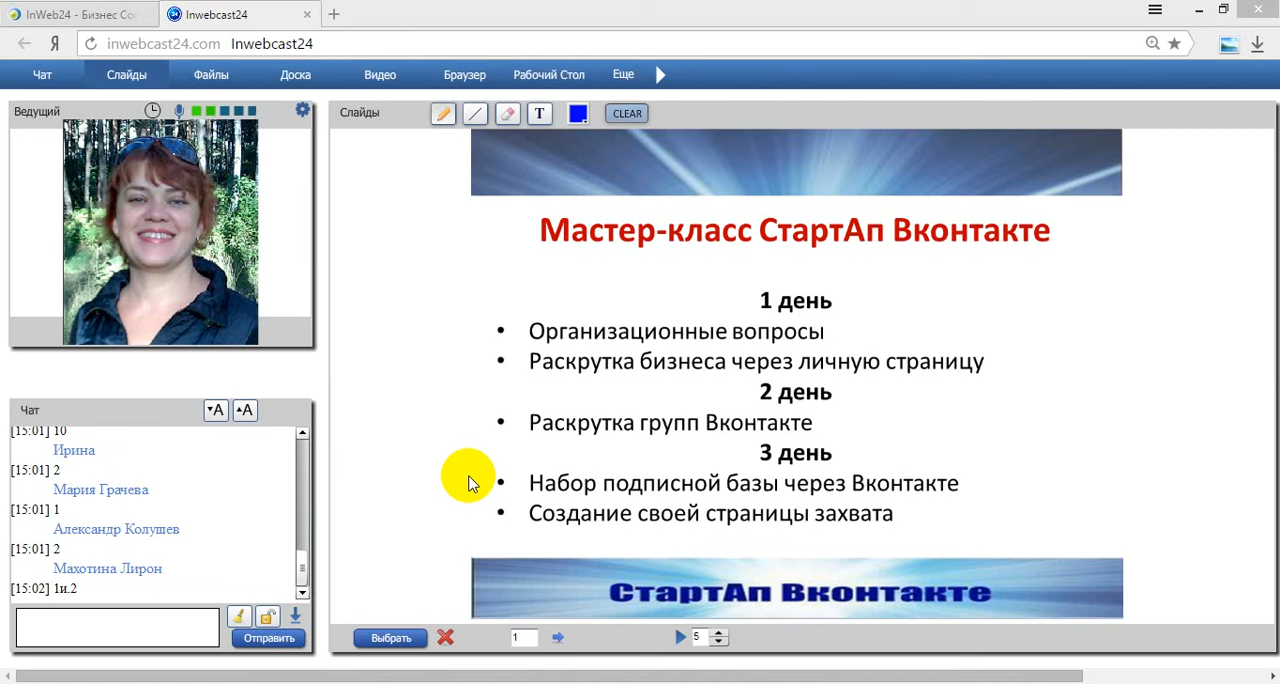 InWeb24 - Бизнес Соо
Inwebcast24
inwebcast24.com Inwebcast24
Чат Слайды Файлы Доска Видео Браузер Рабочий Стол Еще
Ведущий
Слайды
T
CLEAR
Мастер-класс СтартАп Вконтакте
1 день
• Организационные вопросы
• Раскрутка бизнеса через личную страницу
2 день
• Раскрутка групп Вконтакте
3 день
• Набор подписной базы через Вконтакте
• Создание своей страницы захвата
СтартАп Вконтакте
Чат
▾A ▴A
[15:01] 10
Ирина
[15:01] 2
Мария Грачева
[15:01] 1
Александр Колушев
[15:01] 2
Махотина Лирон
[15:02] 1и.2
Отправить
Выбрать
1
5